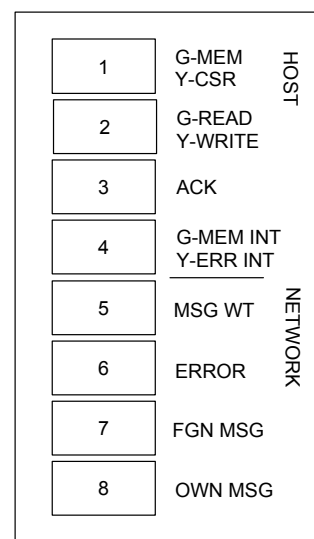 1
G-MEM
Y-CSR
2
G-READ
Y-WRITE
3
ACK
4
G-MEM INT
Y-ERR INT
HOST
5
MSG WT
6
ERROR
7
FGN MSG
8
OWN MSG
NETWORK